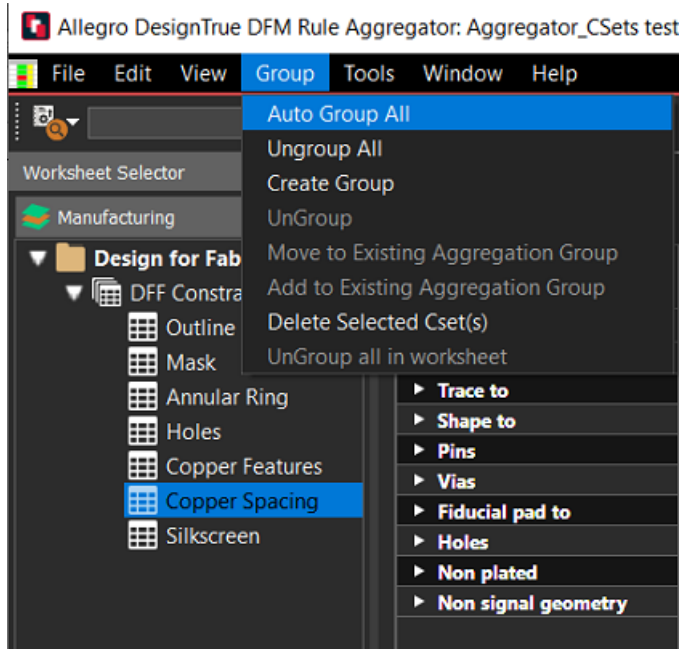 Allegro DesignTrue DFM Rule Aggregator: Aggregator_CSets test
File Edit View Group Tools Window Help
Auto Group All
Ungroup All
Create Group
UnGroup
Move to Existing Aggregation Group
Add to Existing Aggregation Group
Delete Selected Cset(s)
UnGroup all in worksheet
Worksheet Selector
Manufacturing
Design for Fab
DFF Constra
Outline
Mask
Annular Ring
Holes
Copper Features
Copper Spacing
Silkscreen
Trace to
Shape to
Pins
Vias
Fiducial pad to
Holes
Non plated
Non signal geometry